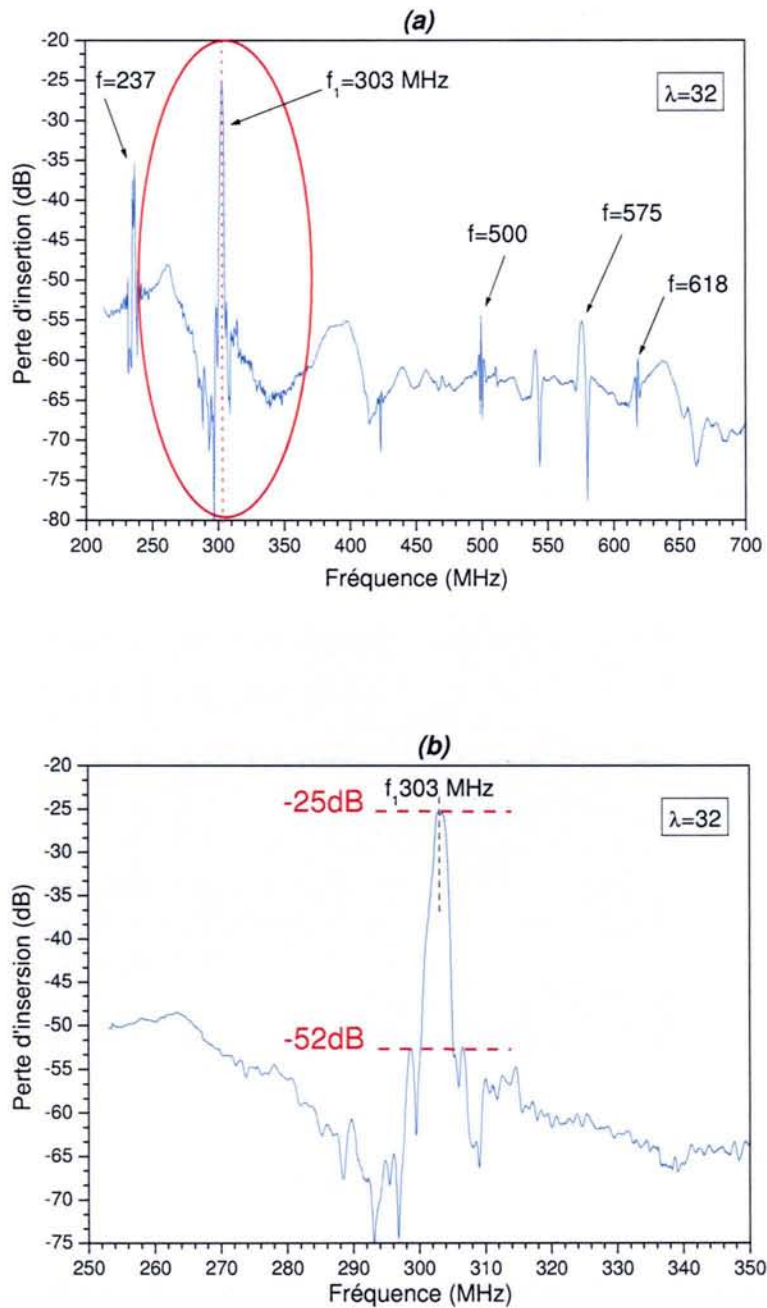 (a)
-20
-25
-30
-35
-40
-45
-50
-55
-60
-65
-70
-75
-80
Perte d'insertion (dB)
f=237
f₁=303 MHz
λ=32
f=500
f=575
f=618
200 250 300 350 400 450 500 550 600 650 700
Fréquence (MHz)
(b)
-20
-25
-30
-35
-40
-45
-50
-55
-60
-65
-70
-75
Perte d'insersion (dB)
f₁303 MHz
-25dB
λ=32
-52dB
250 260 270 280 290 300 310 320 330 340 350
Fréquence (MHz)